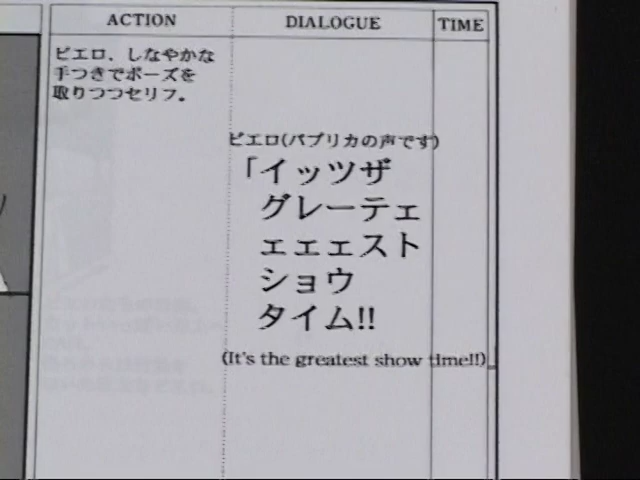 ACTION
DIALOGUE
TIME
ピエロ、しなやかな
手つきでポーズを
取りつつセリフ。
ピエロ(パプリカの声です)
「イッツザ
グレーテェ
ェェェスト
ショウ
タイム!!
(It's the greatest show time!!)